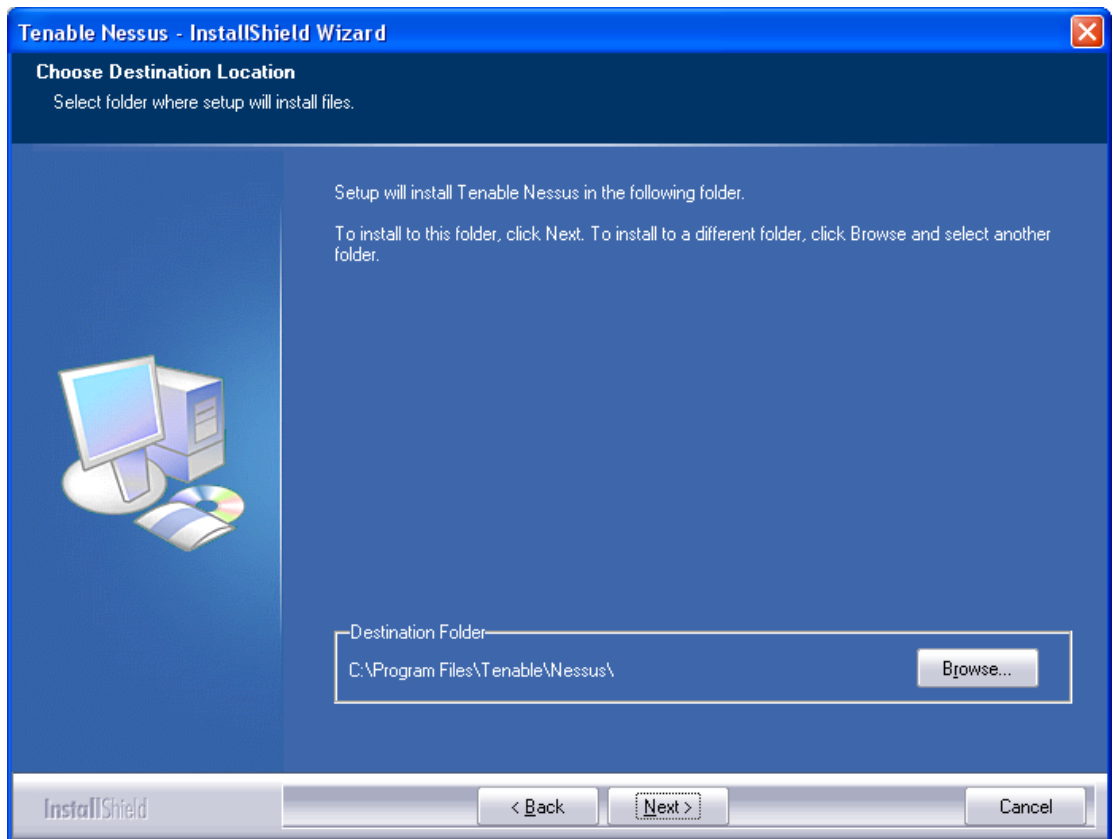 Tenable Nessus - InstallShield Wizard
Choose Destination Location
Select folder where setup will install files.
Setup will install Tenable Nessus in the following folder.
To install to this folder, click Next. To install to a different folder, click Browse and select another
folder.
Destination Folder
C:\Program Files\Tenable\Nessus\
Browse...
InstallShield
< Back
Next >
Cancel